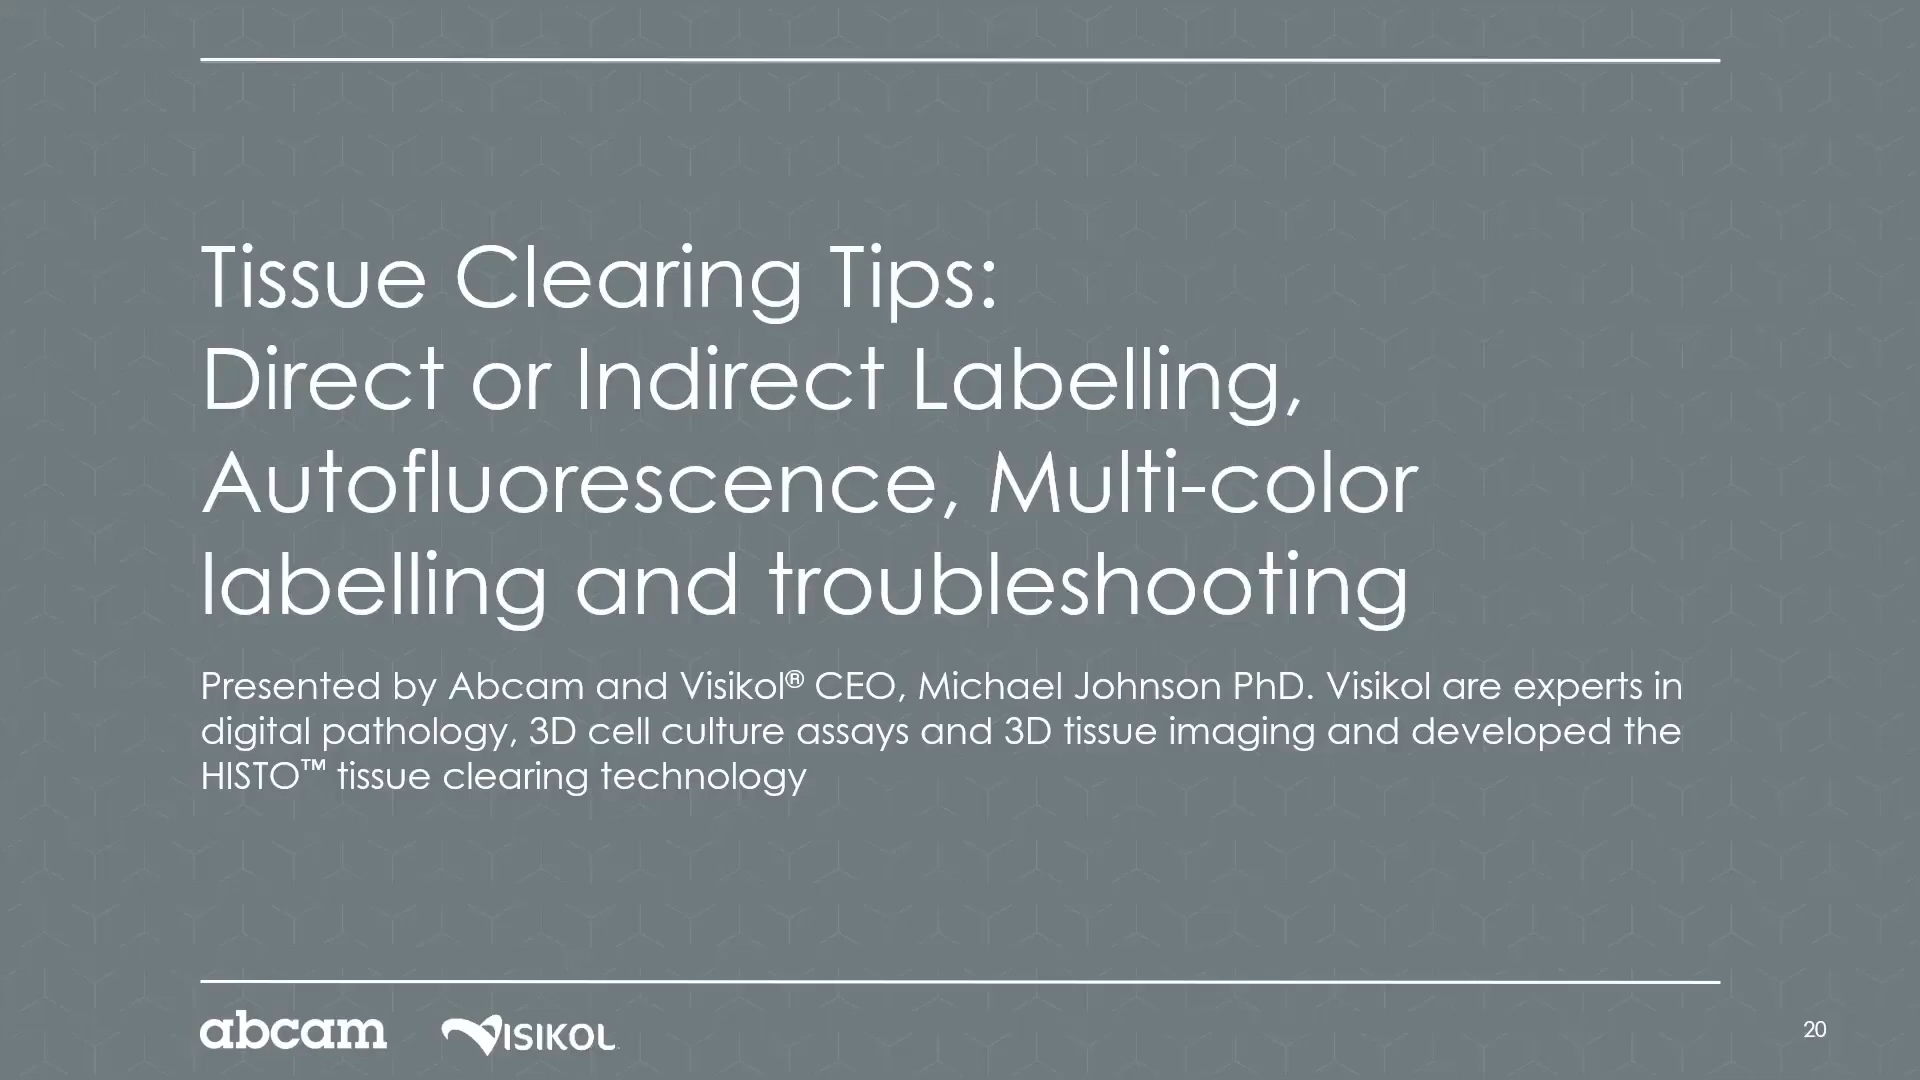 Tissue Clearing Tips:
Direct or Indirect Labelling,
Autofluorescence, Multi-color
labelling and troubleshooting
Presented by Abcam and Visikol® CEO, Michael Johnson PhD. Visikol are experts in
digital pathology, 3D cell culture assays and 3D tissue imaging and developed the
HISTO™ tissue clearing technology
abcam VISIKOL
20